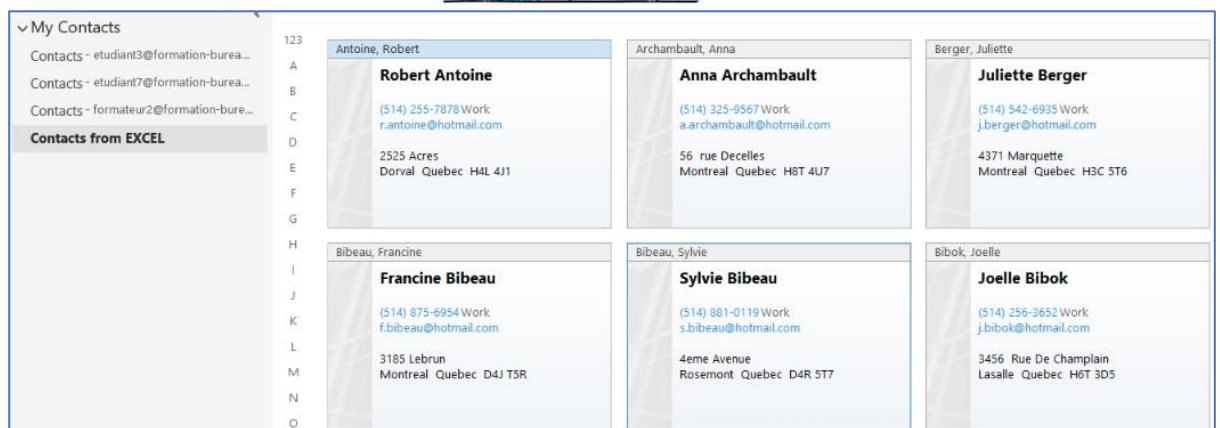 My Contacts
Contacts - etudiant3@formation-burea...
Contacts - etudiant7@formation-burea...
Contacts - formateur2@formation-bure...
Contacts from EXCEL
123
A
B
C
D
E
F
G
H
I
J
K
L
M
N
O
Antoine, Robert
Robert Antoine
(514) 255-7878 Work
r.antoine@hotmail.com
2525 Acres
Dorval Quebec H4L 4J1
Archambault, Anna
Anna Archambault
(514) 325-9567 Work
a.archambault@hotmail.com
56 rue Decelles
Montreal Quebec H8T 4U7
Berger, Juliette
Juliette Berger
(514) 542-6935 Work
j.berger@hotmail.com
4371 Marquette
Montreal Quebec H3C 5T6
Bibeau, Francine
Francine Bibeau
(514) 875-6954 Work
f.bibeau@hotmail.com
3185 Lebrun
Montreal Quebec D4J T5R
Bibeau, Sylvie
Sylvie Bibeau
(514) 881-0119 Work
s.bibeau@hotmail.com
4eme Avenue
Rosemont Quebec D4R 5T7
Bibok, Joelle
Joelle Bibok
(514) 256-3652 Work
j.bibok@hotmail.com
3456 Rue De Champlain
Lasalle Quebec H6T 3D5